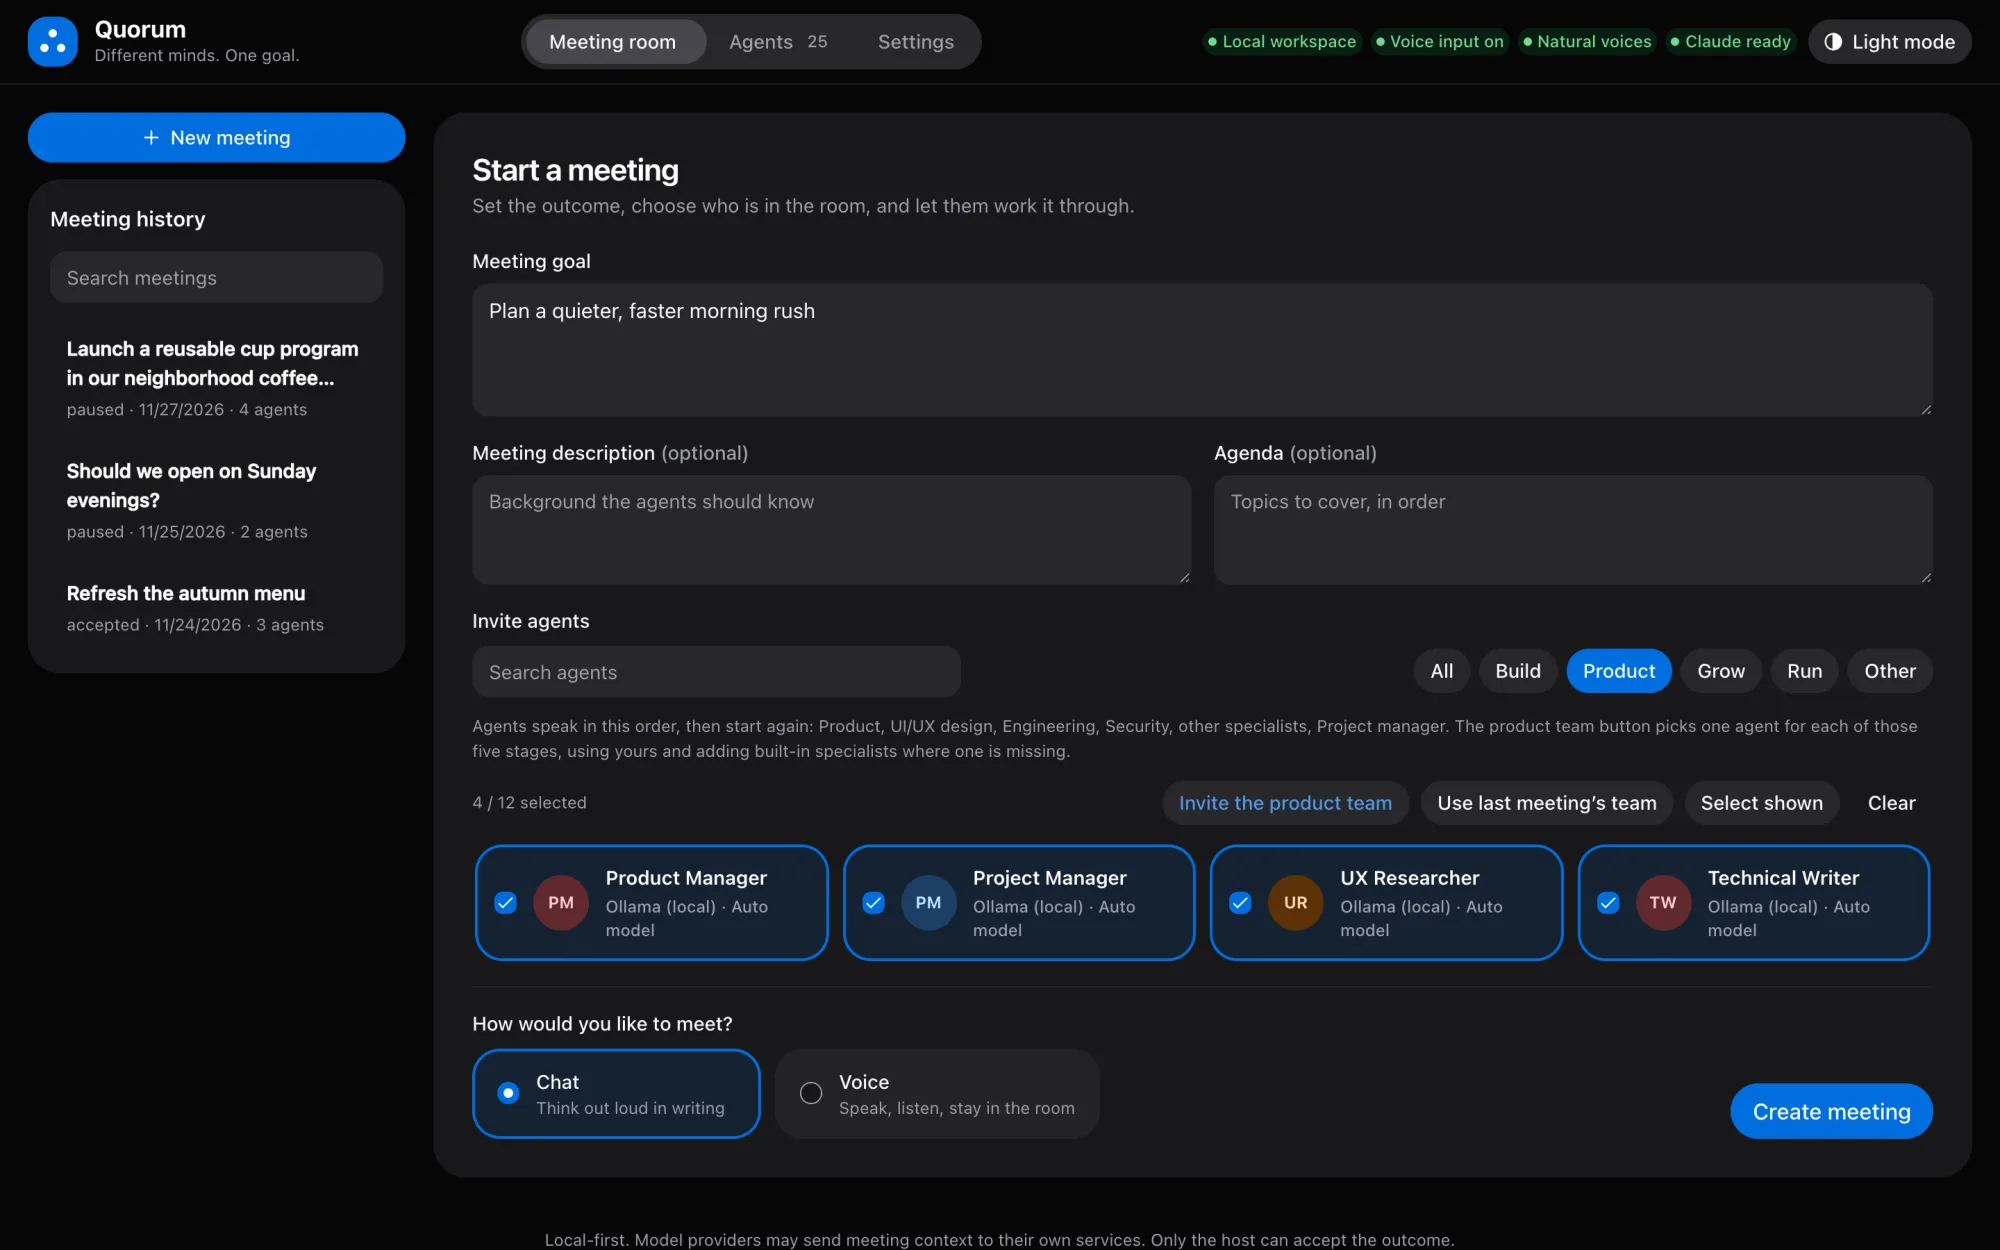 Quorum
Different minds. One goal.
Meeting room
Agents 25
Settings
Local workspace
Voice input on
Natural voices
Claude ready
Light mode
+ New meeting
Meeting history
Search meetings
Launch a reusable cup program
in our neighborhood coffee...
paused · 11/27/2026 · 4 agents
Should we open on Sunday
evenings?
paused · 11/25/2026 · 2 agents
Refresh the autumn menu
accepted · 11/24/2026 · 3 agents
Start a meeting
Set the outcome, choose who is in the room, and let them work it through.
Meeting goal
Plan a quieter, faster morning rush
Meeting description (optional)
Background the agents should know
Agenda (optional)
Topics to cover, in order
Invite agents
Search agents
All
Build
Product
Grow
Run
Other
Agents speak in this order, then start again: Product, UI/UX design, Engineering, Security, other specialists, Project manager. The product team button picks one agent for each of those
five stages, using yours and adding built-in specialists where one is missing.
4 / 12 selected
Invite the product team
Use last meeting’s team
Select shown
Clear
PM
Product Manager
Ollama (local) · Auto
model
PM
Project Manager
Ollama (local) · Auto
model
UR
UX Researcher
Ollama (local) · Auto
model
TW
Technical Writer
Ollama (local) · Auto
model
How would you like to meet?
Chat
Think out loud in writing
Voice
Speak, listen, stay in the room
Create meeting
Local-first. Model providers may send meeting context to their own services. Only the host can accept the outcome.